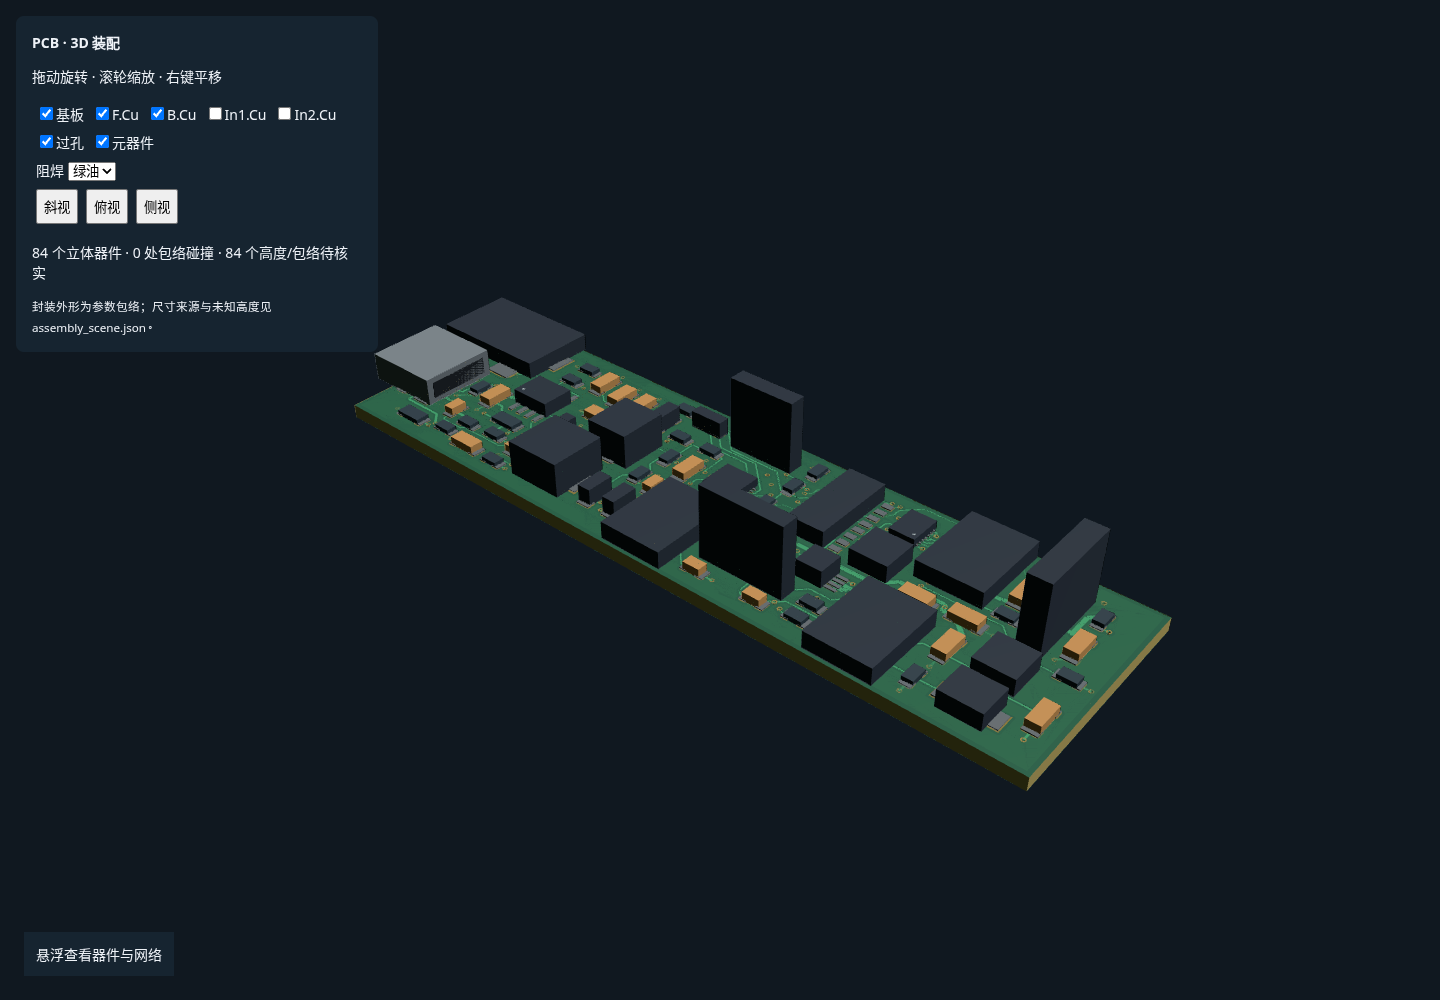 PCB · 3D 装配
拖动旋转 · 滚轮缩放 · 右键平移
基板 F.Cu B.Cu In1.Cu In2.Cu
过孔 元器件
阻焊 绿油
斜视 俯视 侧视
84 个立体器件 · 0 处包络碰撞 · 84 个高度/包络待核
实
封装外形为参数包络；尺寸来源与未知高度见
assembly_scene.json。
悬浮查看器件与网络